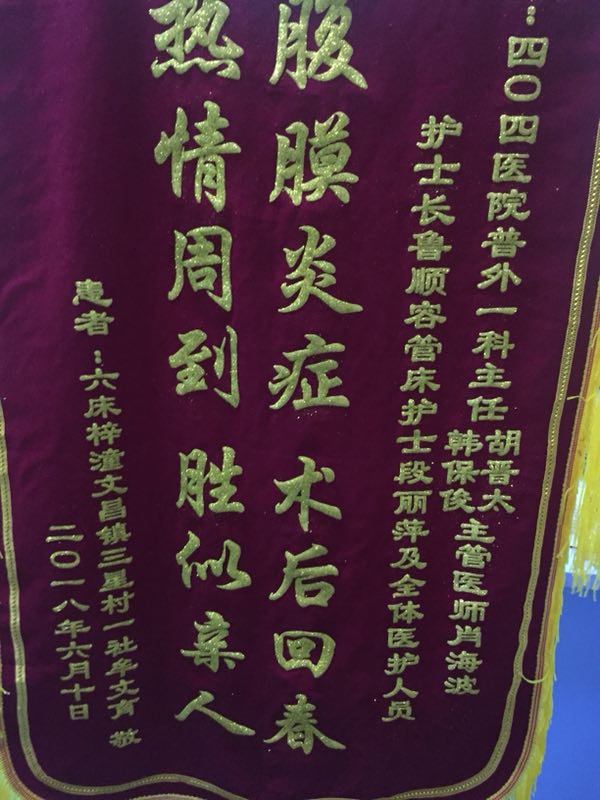 ：四〇四医院普外一科主任胡晋太韩保俊主管医师肖海波
护士长鲁顺容管床护士段丽萍及全体医护人员
腹膜炎症 术后回春
热情周到 胜似亲人
患者：六床梓潼文昌镇三星村一社牟文育 敬
二〇一八年六月十日